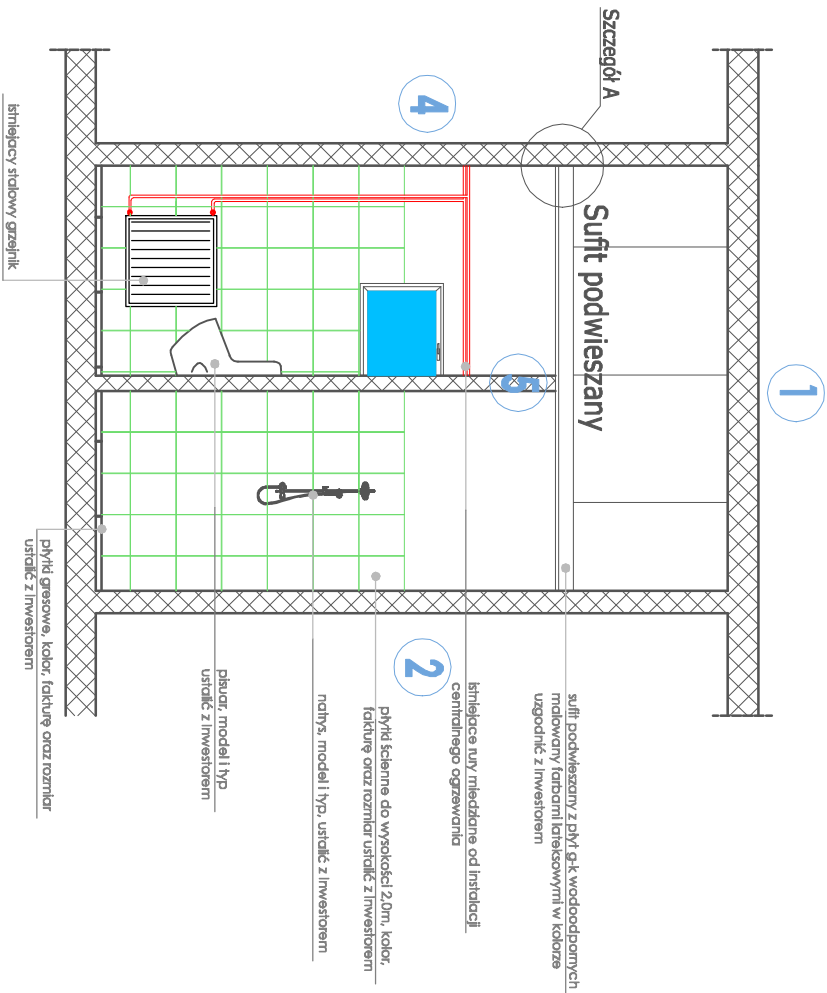 1
Szczegół A
Sufit podwieszany
4
5
2
sufit podwieszany z płyt g-k wodoodpornych
malowany farbami lateksowymi w kolorze
uzgodnić z inwestorem
istniejące rury miedziane od instalacji
centralnego ogrzewania
płytki ścienne do wysokości 2,0m, kolor,
fakturę oraz rozmiar ustalić z inwestorem
natrys, model i typ, ustalić z inwestorem
pisuar, model i typ
ustalić z inwestorem
płytki gresowe, kolor, fakturę oraz rozmiar
ustalić z inwestorem
istniejacy stalowy grzejnik